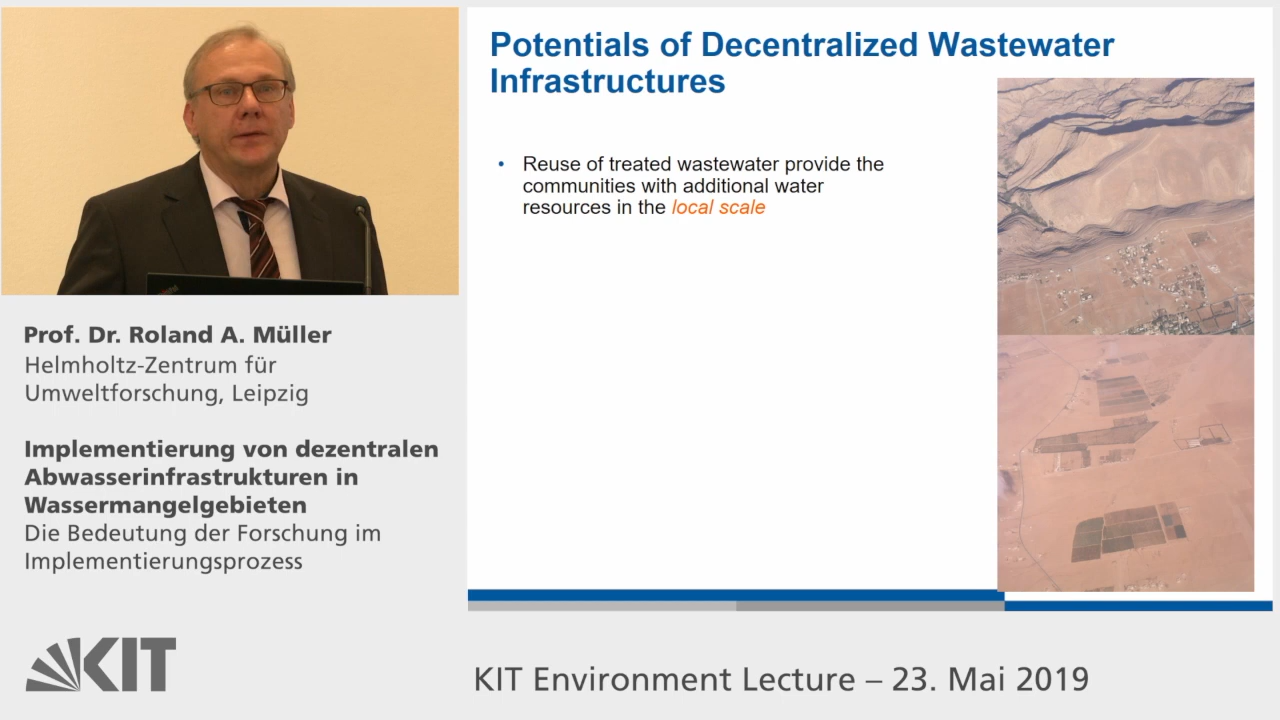 Potentials of Decentralized Wastewater
Infrastructures
• Reuse of treated wastewater provide the
communities with additional water
resources in the local scale
Prof. Dr. Roland A. Müller
Helmholtz-Zentrum für
Umweltforschung, Leipzig
Implementierung von dezentralen
Abwasserinfrastrukturen in
Wassermangelgebieten
Die Bedeutung der Forschung im
Implementierungsprozess
KIT
KIT Environment Lecture – 23. Mai 2019